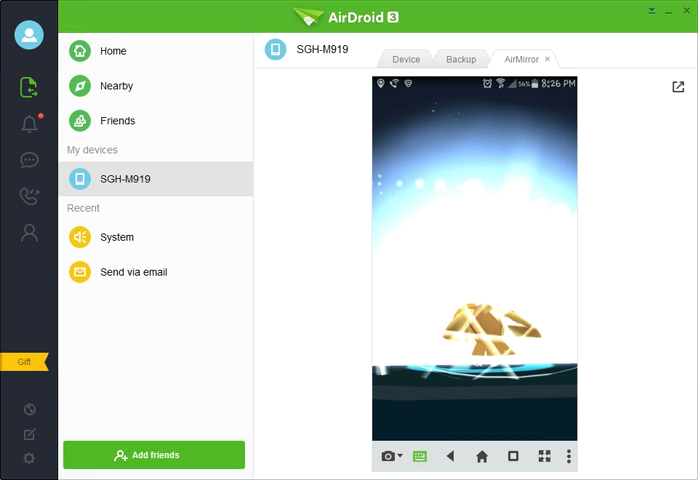 AirDroid 3
SGH-M919
Device
Backup
AirMirror
Home
Nearby
Friends
My devices
SGH-M919
Recent
System
Send via email
56%
8:26 PM
Gift
Add friends